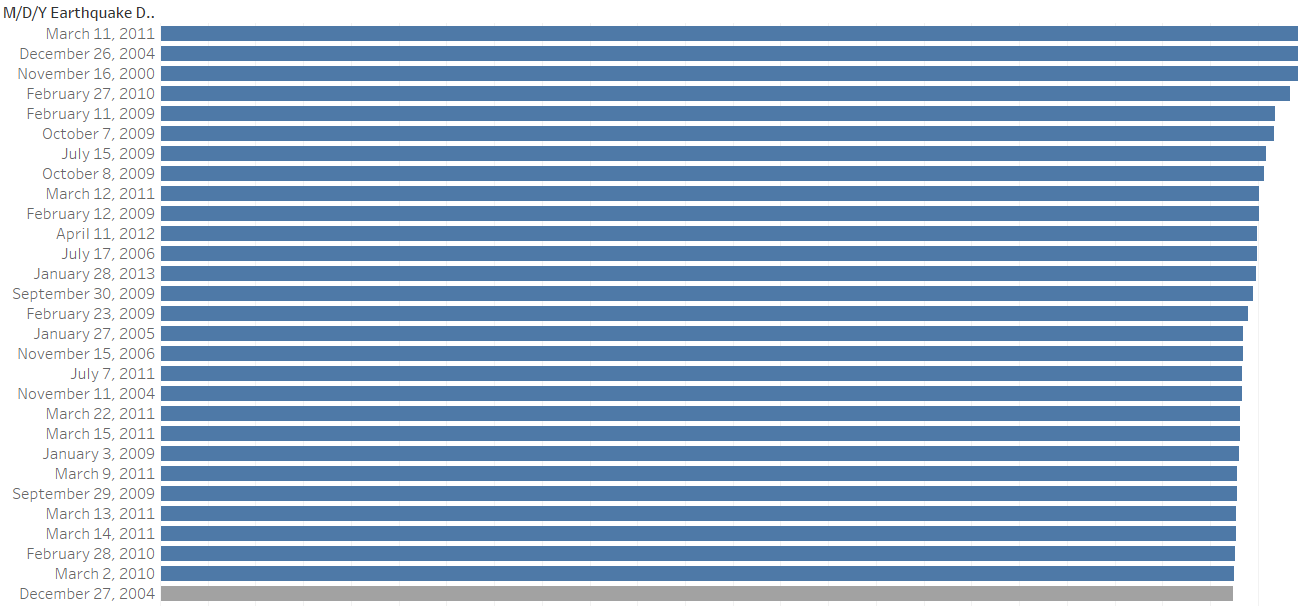 M/D/Y Earthquake D..
March 11, 2011
December 26, 2004
November 16, 2000
February 27, 2010
February 11, 2009
October 7, 2009
July 15, 2009
October 8, 2009
March 12, 2011
February 12, 2009
April 11, 2012
July 17, 2006
January 28, 2013
September 30, 2009
February 23, 2009
January 27, 2005
November 15, 2006
July 7, 2011
November 11, 2004
March 22, 2011
March 15, 2011
January 3, 2009
March 9, 2011
September 29, 2009
March 13, 2011
March 14, 2011
February 28, 2010
March 2, 2010
December 27, 2004